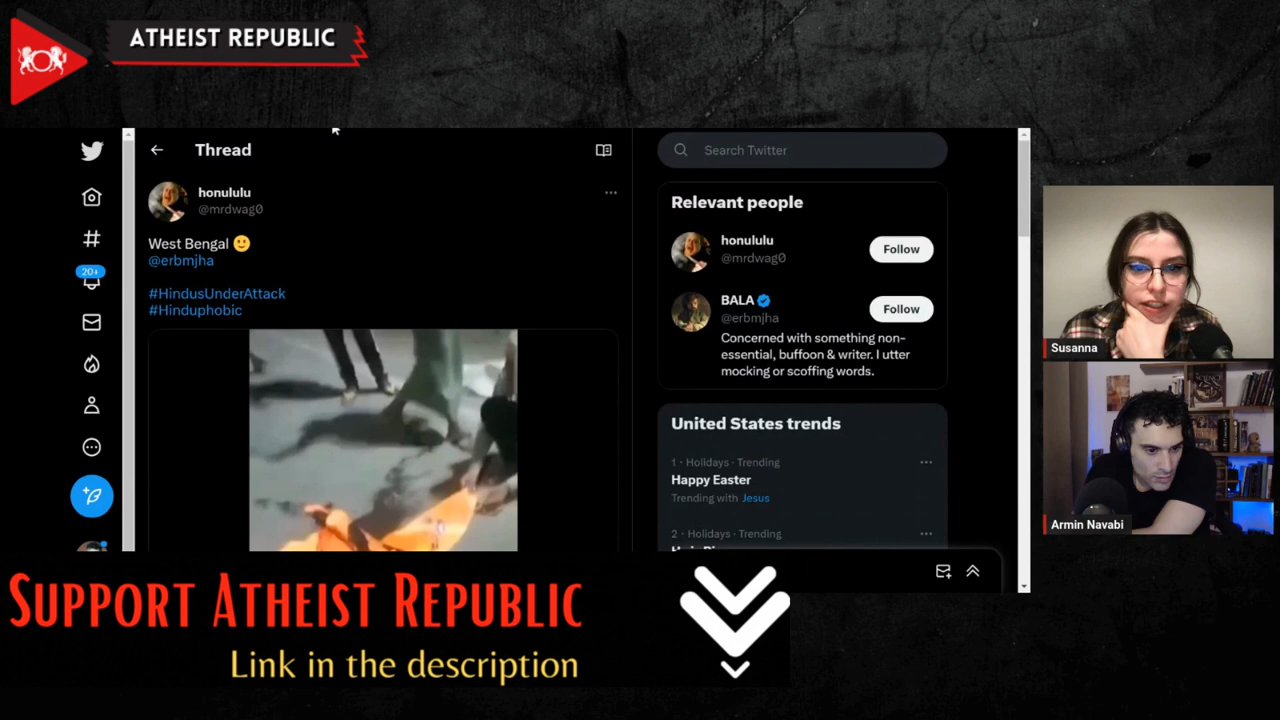 ATHEIST REPUBLIC
Thread
honululu
@mrdwag0
West Bengal 🙂
@erbmjha
#HindusUnderAttack
#Hinduphobic
20+
Search Twitter
Relevant people
honululu
@mrdwag0
Follow
BALA
@erbmjha
Follow
Concerned with something non-
essential, buffoon & writer. I utter
mocking or scoffing words.
United States trends
1 · Holidays · Trending
Happy Easter
Trending with Jesus
2 · Holidays · Trending
Susanna
Armin Navabi
SUPPORT ATHEIST REPUBLIC
Link in the description